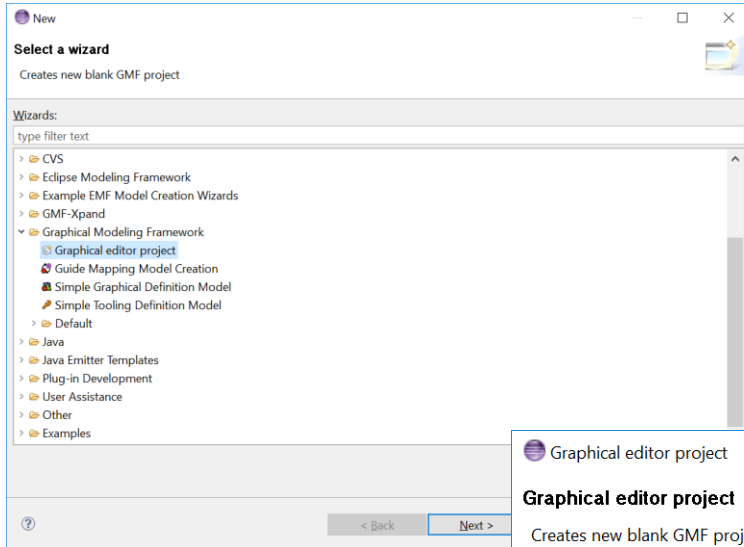 New
Select a wizard
Creates new blank GMF project
Wizards:
type filter text
CVS
Eclipse Modeling Framework
Example EMF Model Creation Wizards
GMF-Xpand
Graphical Modeling Framework
Graphical editor project
Guide Mapping Model Creation
Simple Graphical Definition Model
Simple Tooling Definition Model
Default
Java
Java Emitter Templates
Plug-in Development
User Assistance
Other
Examples
? < Back Next >
Graphical editor project
Graphical editor project
Creates new blank GMF proj